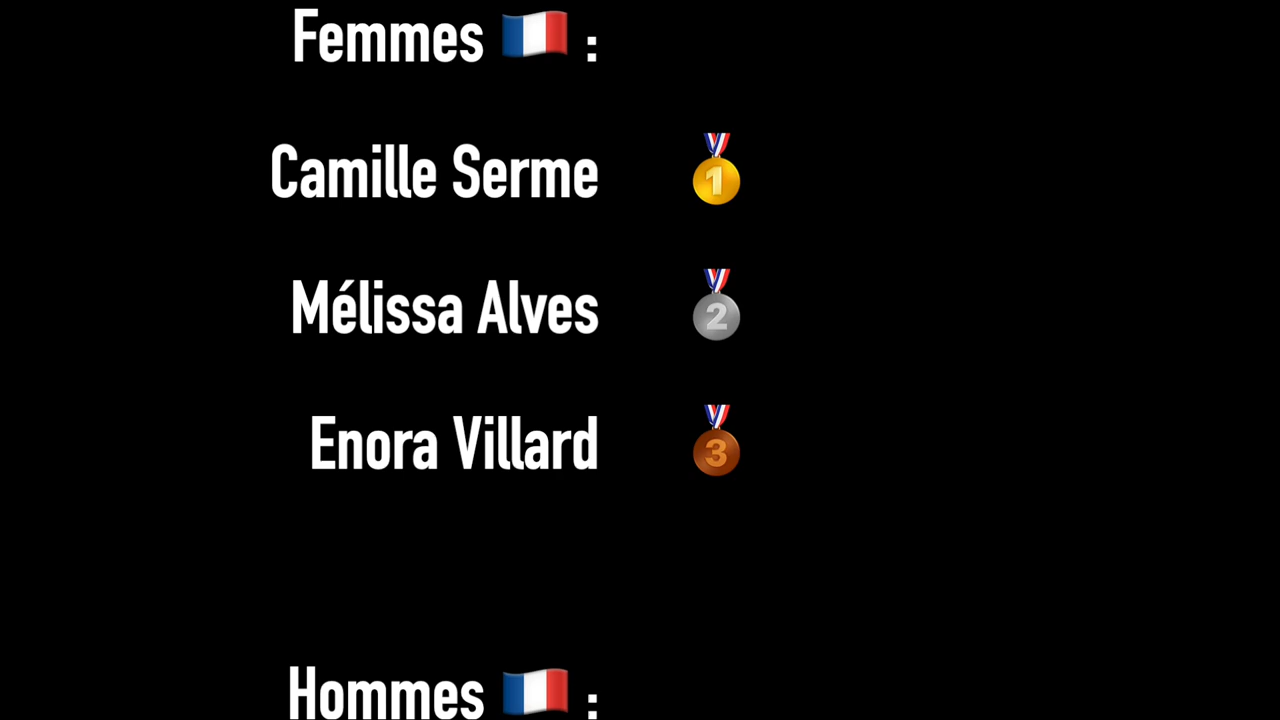 Femmes 🇫🇷 :
Camille Serme 🥇
Mélissa Alves 🥈
Enora Villard 🥉
Hommes 🇫🇷 :